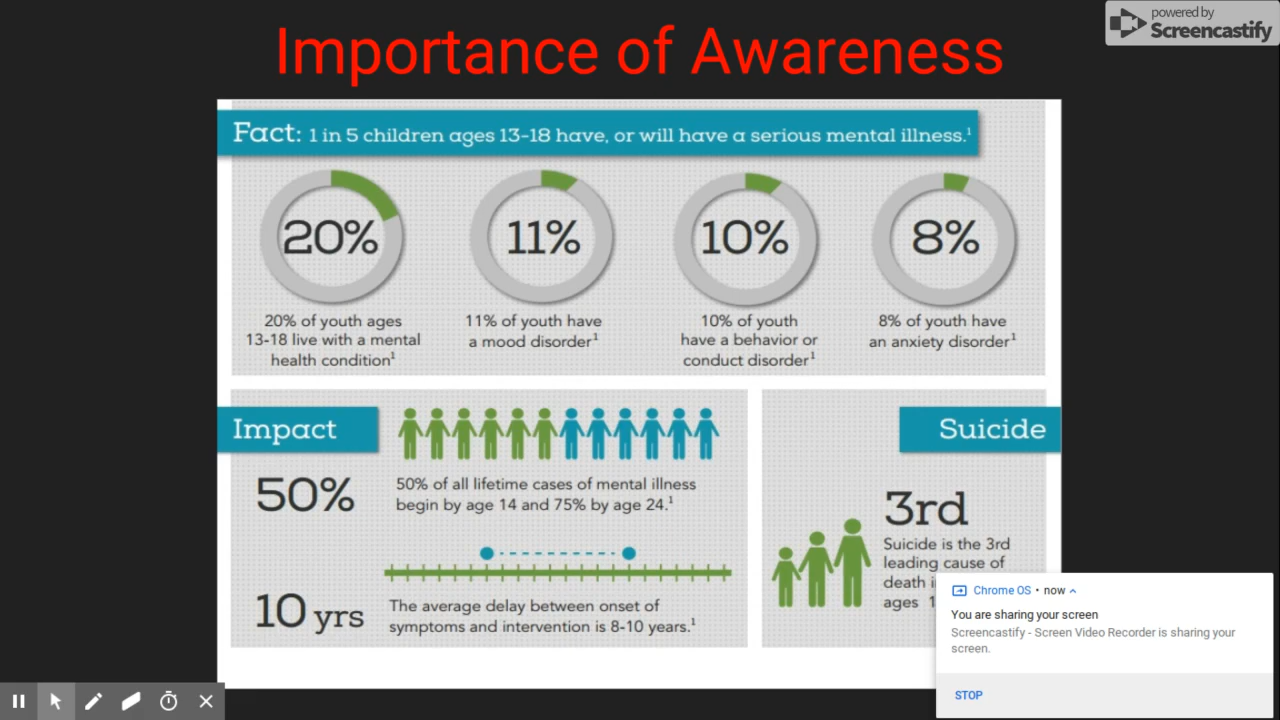 powered by
Screencastify
Importance of Awareness
Fact: 1 in 5 children ages 13-18 have, or will have a serious mental illness.¹
20%
20% of youth ages
13-18 live with a mental
health condition¹
11%
11% of youth have
a mood disorder¹
10%
10% of youth
have a behavior or
conduct disorder¹
8%
8% of youth have
an anxiety disorder¹
Impact
50%
50% of all lifetime cases of mental illness
begin by age 14 and 75% by age 24.¹
10 yrs
The average delay between onset of
symptoms and intervention is 8-10 years.¹
Suicide
3rd
Suicide is the 3rd
leading cause of
death
ages
Chrome OS • now
You are sharing your screen
Screencastify - Screen Video Recorder is sharing your
screen.
STOP